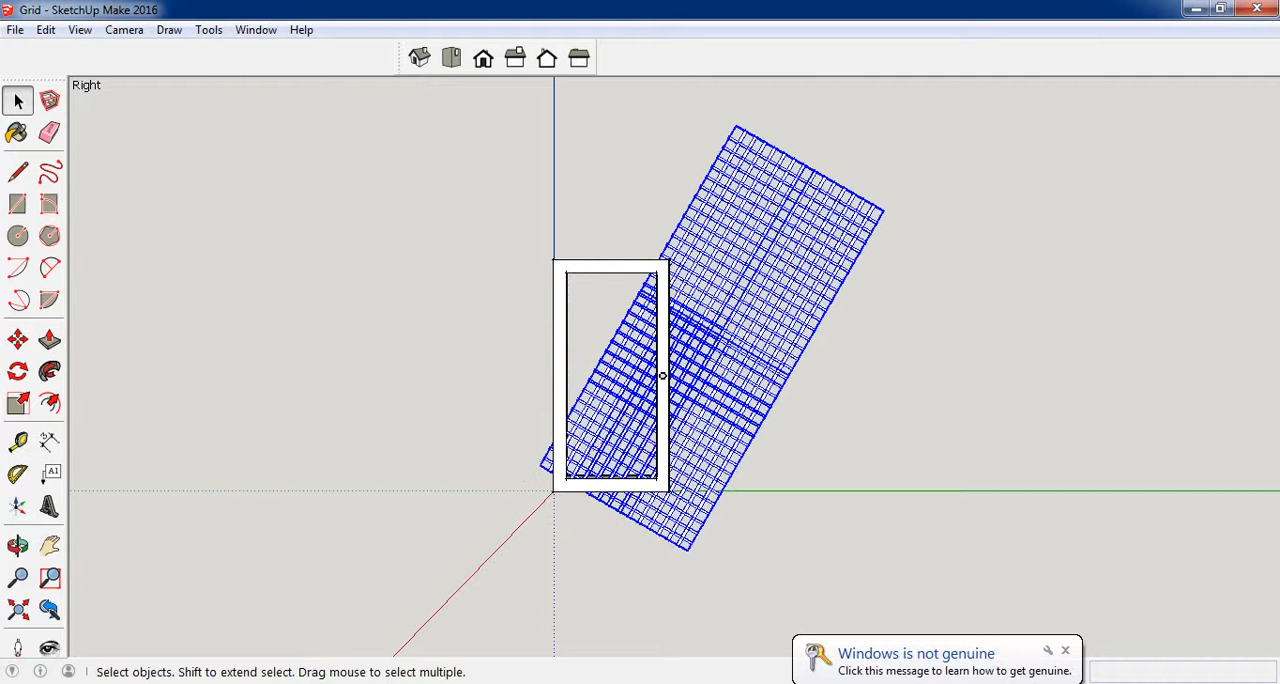 Grid - SketchUp Make 2016
File Edit View Camera Draw Tools Window Help
Right
A1
Select objects. Shift to extend select. Drag mouse to select multiple.
Windows is not genuine
Click this message to learn how to get genuine.